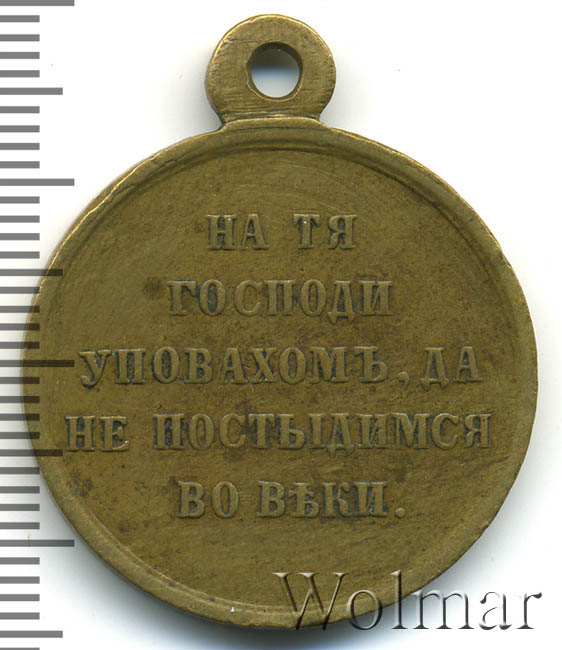 НА ТЯ
ГОСПОДИ
УПОВАХОМЪ, ДА
НЕ ПОСТЫДИМСЯ
ВО ВѢКИ.
Wolmar